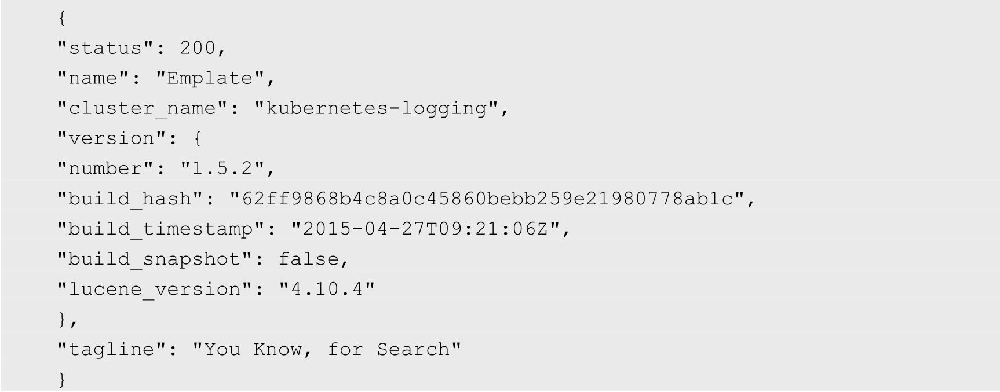 {
"status": 200,
"name": "Emplate",
"cluster_name": "kubernetes-logging",
"version": {
"number": "1.5.2",
"build_hash": "62ff9868b4c8a0c45860bebb259e21980778ab1c",
"build_timestamp": "2015-04-27T09:21:06Z",
"build_snapshot": false,
"lucene_version": "4.10.4"
},
"tagline": "You Know, for Search"
}